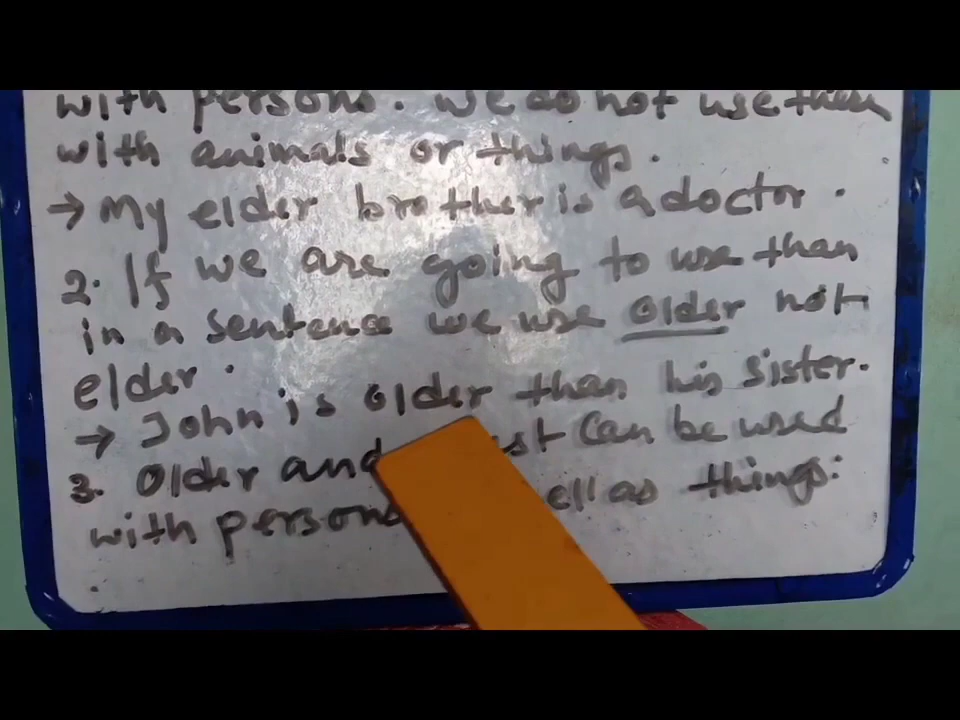 with persons. We do not use them
with animals or things.
→ My elder brother is a doctor.
2. If we are going to use than
in a sentence we use older not
elder.
→ John is older than his sister.
3. Older and can be used
with persons as things: